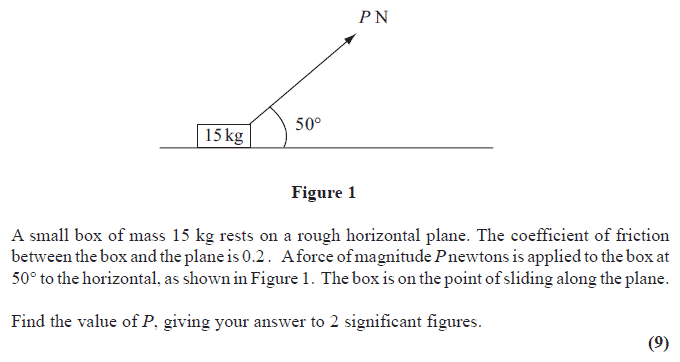 P N
50°
15 kg
Figure 1
A small box of mass 15 kg rests on a rough horizontal plane. The coefficient of friction
between the box and the plane is 0.2. A force of magnitude P newtons is applied to the box at
50° to the horizontal, as shown in Figure 1. The box is on the point of sliding along the plane.
Find the value of P, giving your answer to 2 significant figures.
(9)